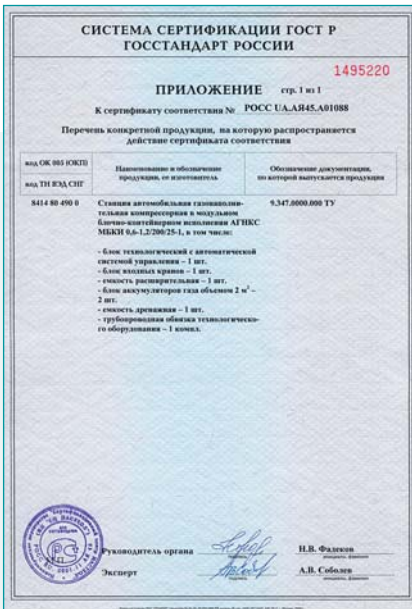 СИСТЕМА СЕРТИФИКАЦИИ ГОСТ Р
ГОССТАНДАРТ РОССИИ
1495220
ПРИЛОЖЕНИЕ стр. 1 из 1
К сертификату соответствия № РОСС UA.АЯ45.А01088
Перечень конкретной продукции, на которую распространяется
действие сертификата соответствия
код ОК 005 (ОКП)
код ТН ВЭД СНГ
Наименование и обозначение
продукции, ее изготовитель
Обозначение документации,
по которой выпускается продукция
8414 80 490 0
Станция автомобильная газонаполни-
тельная компрессорная в модульном
блочно-контейнерном исполнении АГНКС
МБКИ 0,6-1,2/200/25-1, в том числе:
- блок технологический с автоматической
системой управления – 1 шт.
- блок входных кранов – 1 шт.
- емкость расширительная – 1 шт.
- блок аккумуляторов газа объемом 2 м³ –
2 шт.
- емкость дренажная – 1 шт.
- трубопроводная обвязка технологическо-
го оборудования – 1 компл.
9.347.0000.000 ТУ
Руководитель органа
Н.В. Фадеков
Эксперт
А.В. Соболев